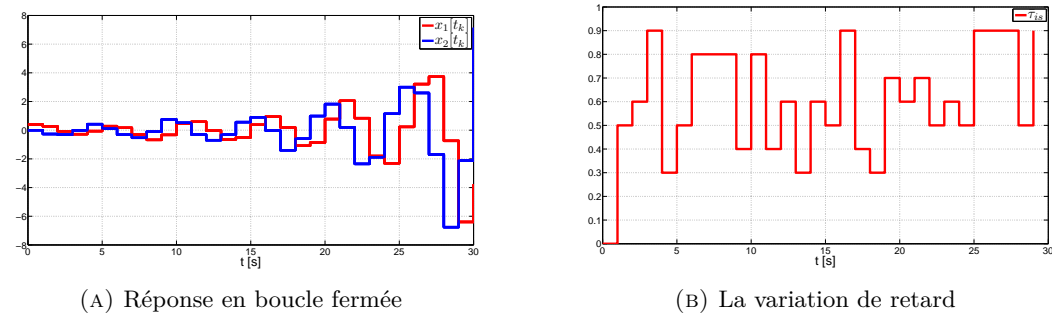 8
6
4
2
0
−2
−4
−6
−8
0 5 10 15 20 25 30
t [s]
x₁[tₖ]
x₂[tₖ]
(A) Réponse en boucle fermée
1
0.9
0.8
0.7
0.6
0.5
0.4
0.3
0.2
0.1
0
0 5 10 15 20 25 30
t [s]
τ_is
(B) La variation de retard